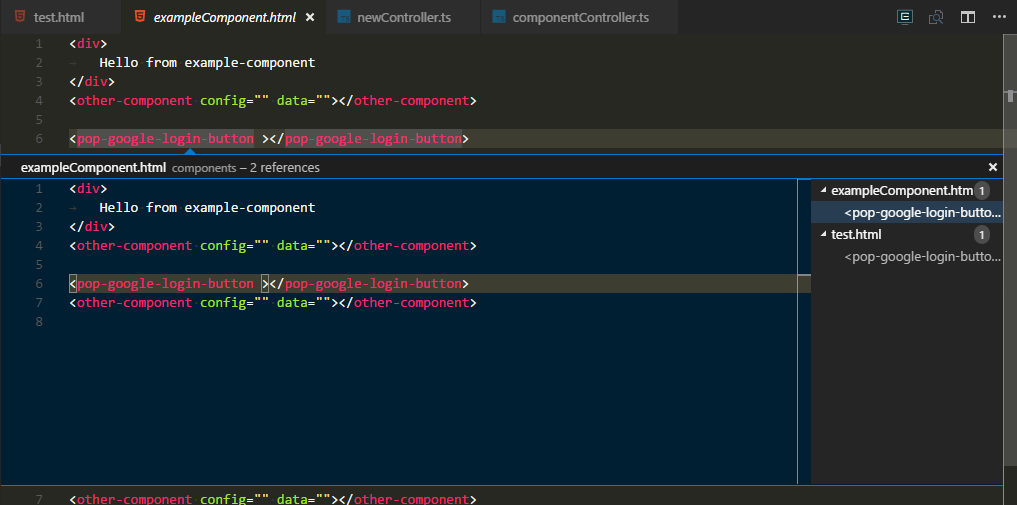 test.html exampleComponent.html × newController.ts componentController.ts
1 <div>
2 → Hello from example-component
3 </div>
4 <other-component config="" data=""></other-component>
5
6 <pop-google-login-button ></pop-google-login-button>
exampleComponent.html components – 2 references ×
1 <div>
2 → Hello from example-component
3 </div>
4 <other-component config="" data=""></other-component>
5
6 <pop-google-login-button ></pop-google-login-button>
7 <other-component config="" data=""></other-component>
8
exampleComponent.htm 1
<pop-google-login-butto...
test.html 1
<pop-google-login-butto...
7 <other-component config="" data=""></other-component>